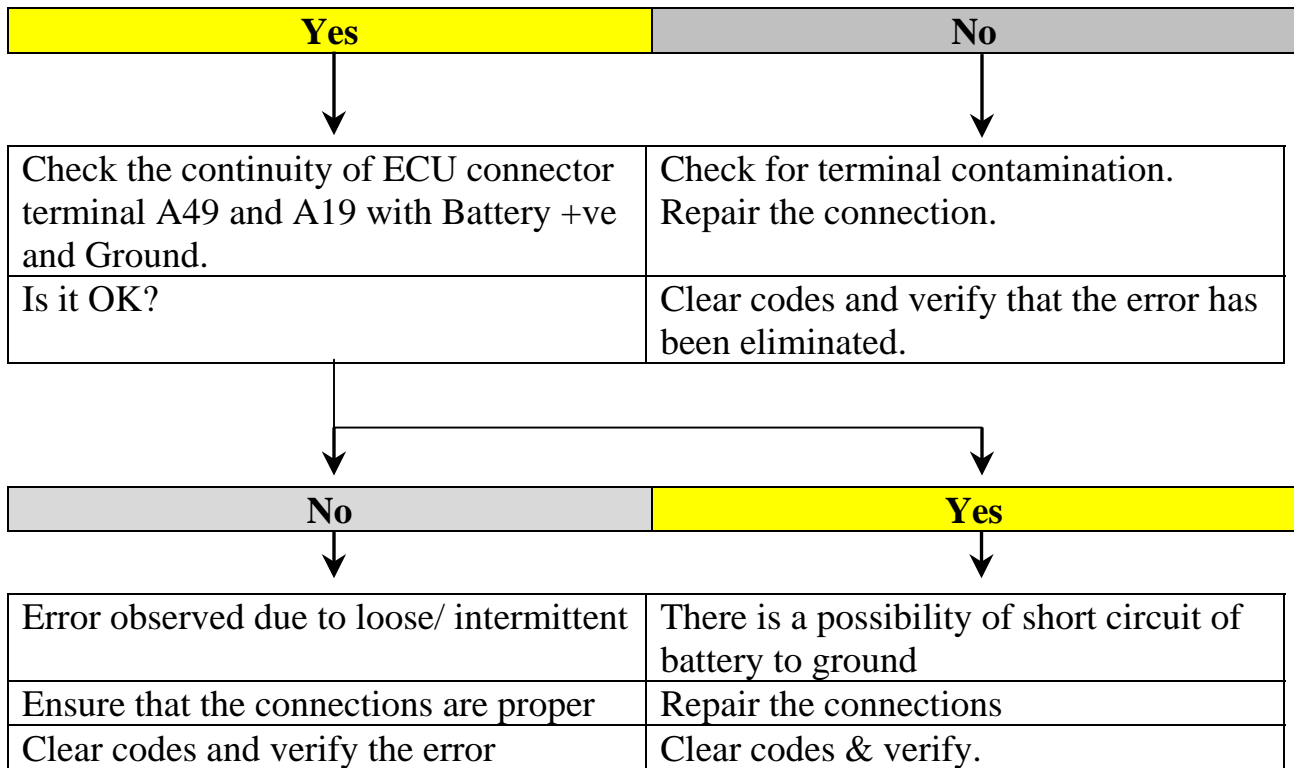 Yes
No
Check the continuity of ECU connector
terminal A49 and A19 with Battery +ve
and Ground.
Check for terminal contamination.
Repair the connection.
Is it OK?
Clear codes and verify that the error has
been eliminated.
No
Yes
Error observed due to loose/ intermittent
There is a possibility of short circuit of
battery to ground
Ensure that the connections are proper
Repair the connections
Clear codes and verify the error
Clear codes & verify.